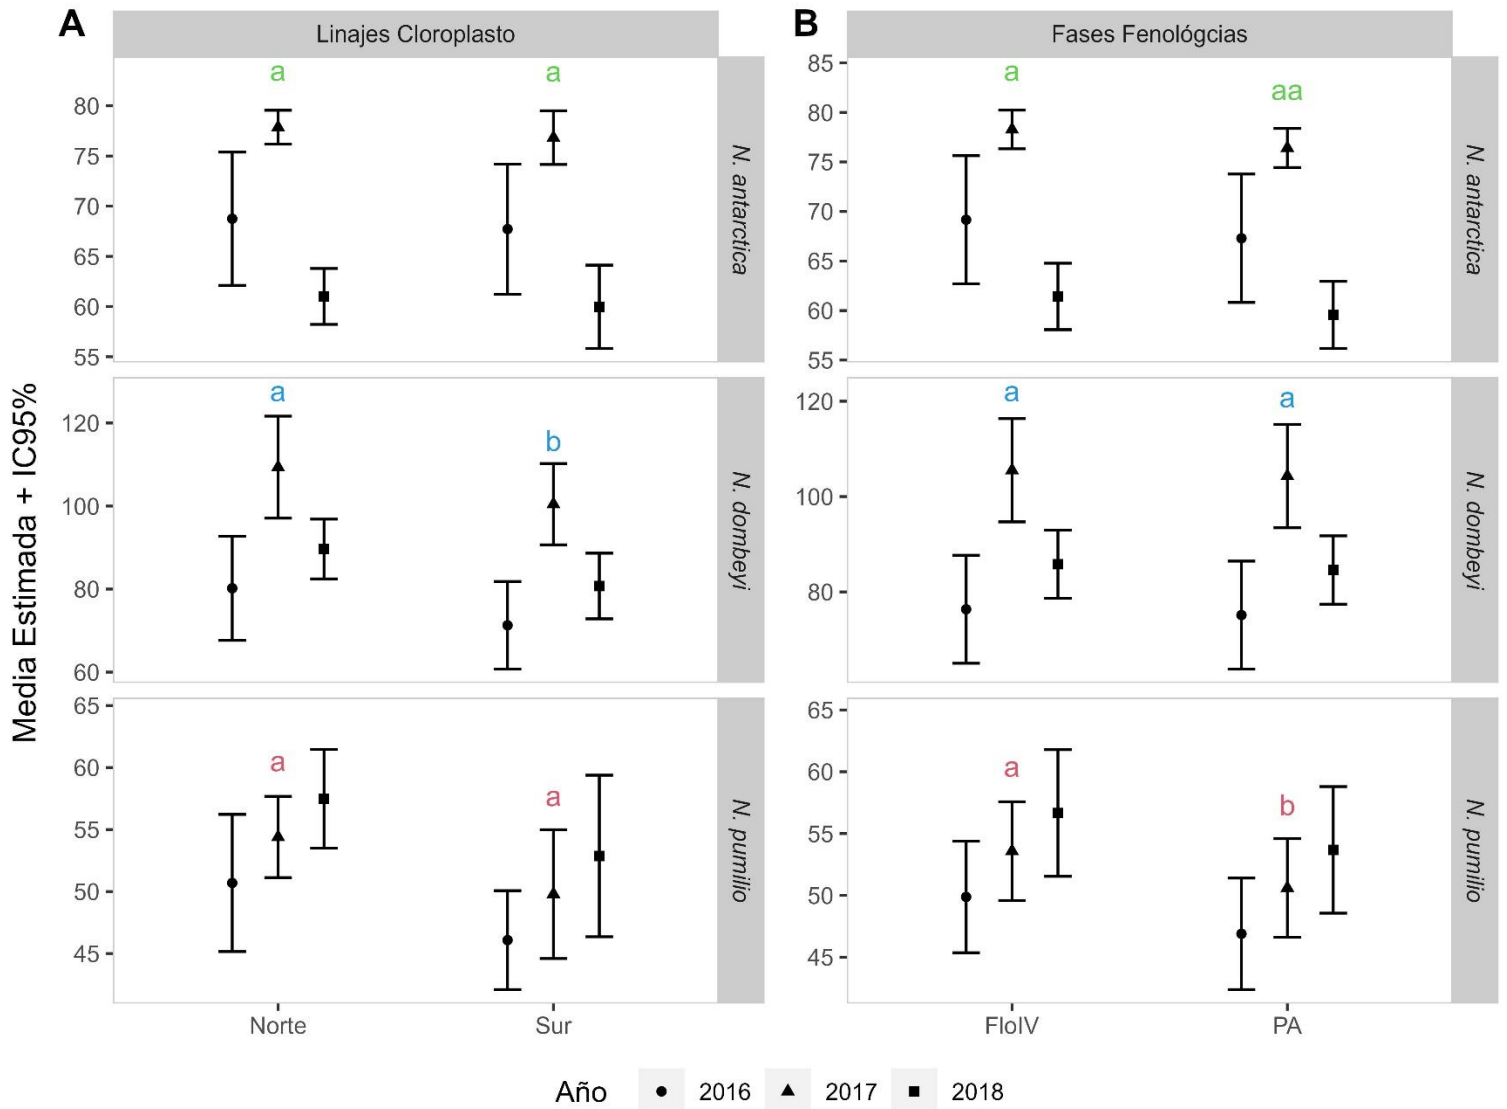 A
B
Linajes Cloroplasto
Fases Fenológcias
Media Estimada + IC95%
a
a
80
75
70
65
60
55
N. antarctica
a
aa
85
80
75
70
65
60
55
N. antarctica
a
b
120
100
80
60
N. dombeyi
a
a
120
100
80
N. dombeyi
a
a
65
60
55
50
45
N. pumilio
a
b
65
60
55
50
45
N. pumilio
Norte
Sur
FloIV
PA
Año
2016
2017
2018